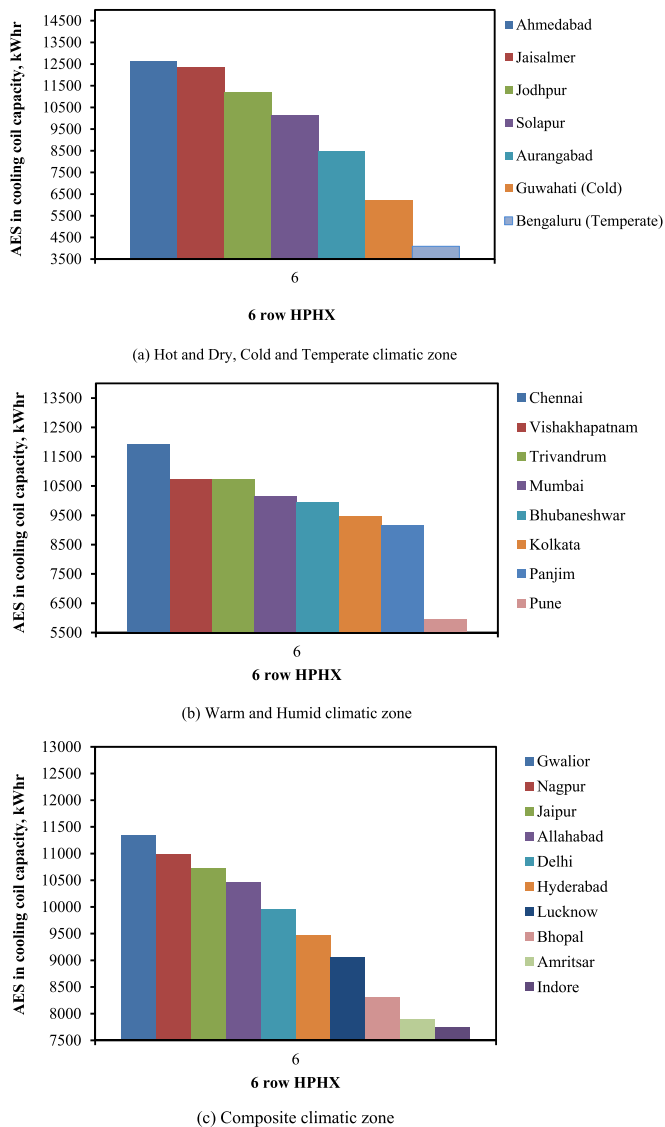 AES in cooling coil capacity, kWhr
14500
13500
12500
11500
10500
9500
8500
7500
6500
5500
4500
3500
6
6 row HPHX
Ahmedabad
Jaisalmer
Jodhpur
Solapur
Aurangabad
Guwahati (Cold)
Bengaluru (Temperate)
(a) Hot and Dry, Cold and Temperate climatic zone
AES in cooling coil capacity, kWhr
13500
12500
11500
10500
9500
8500
7500
6500
5500
6
6 row HPHX
Chennai
Vishakhapatnam
Trivandrum
Mumbai
Bhubaneshwar
Kolkata
Panjim
Pune
(b) Warm and Humid climatic zone
AES in cooling coil capacity, kWhr
13000
12500
12000
11500
11000
10500
10000
9500
9000
8500
8000
7500
6
6 row HPHX
Gwalior
Nagpur
Jaipur
Allahabad
Delhi
Hyderabad
Lucknow
Bhopal
Amritsar
Indore
(c) Composite climatic zone